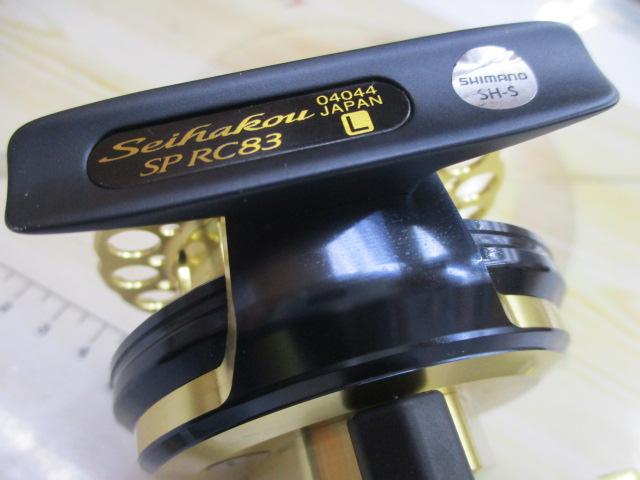 Seihakou
SP RC83
04044
JAPAN
L
SHIMANO
SH-S